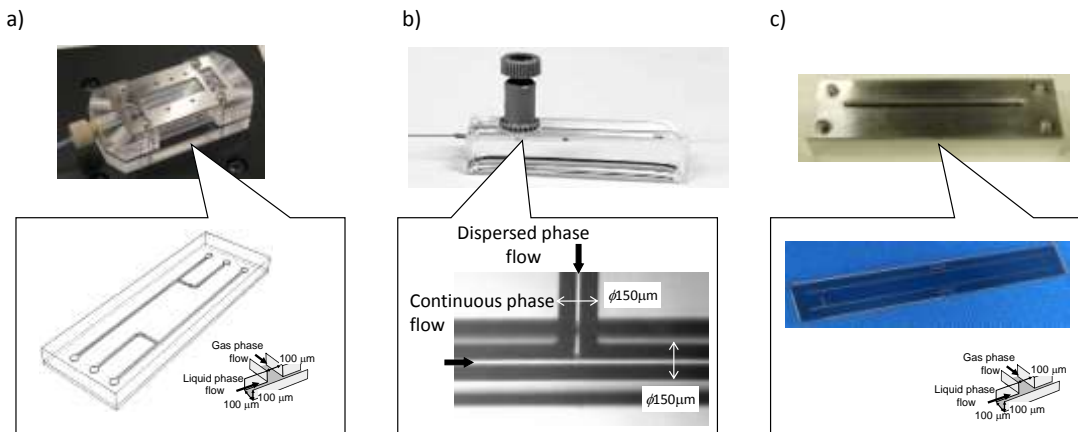 a)
b)
c)
Dispersed phase
flow
Continuous phase
flow
ϕ150μm
ϕ150μm
Gas phase
flow
100 μm
Liquid phase
flow
100 μm
100 μm
Gas phase
flow
100 μm
Liquid phase
flow
100 μm
100 μm